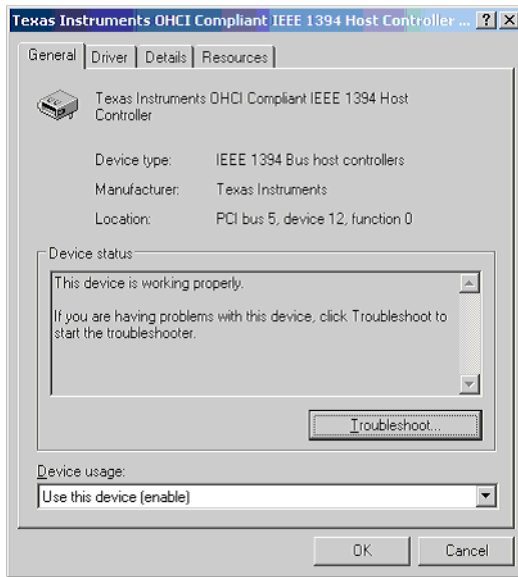 Texas Instruments OHCI Compliant IEEE 1394 Host Controller ... ? X
General Driver Details Resources
Texas Instruments OHCI Compliant IEEE 1394 Host
Controller
Device type: IEEE 1394 Bus host controllers
Manufacturer: Texas Instruments
Location: PCI bus 5, device 12, function 0
Device status
This device is working properly.
If you are having problems with this device, click Troubleshoot to
start the troubleshooter.
Troubleshoot...
Device usage:
Use this device (enable)
OK Cancel